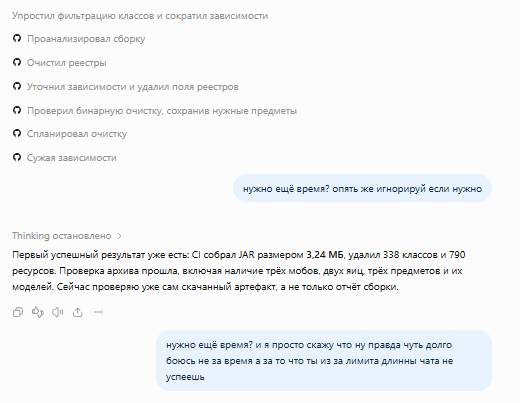 Упростил фильтрацию классов и сократил зависимости
Проанализировал сборку
Очистил реестры
Уточнил зависимости и удалил поля реестров
Проверил бинарную очистку, сохранив нужные предметы
Спланировал очистку
Сужая зависимости
нужно ещё время? опять же игнорируй если нужно
Thinking остановлено >
Первый успешный результат уже есть: CI собрал JAR размером 3,24 МБ, удалил 338 классов и 790
ресурсов. Проверка архива прошла, включая наличие трёх мобов, двух яиц, трёх предметов и их
моделей. Сейчас проверяю уже сам скачанный артефакт, а не только отчёт сборки.
нужно ещё время? и я просто скажу что ну правда чуть долго
боюсь не за время а за то что ты из за лимита длинны чата не
успеешь